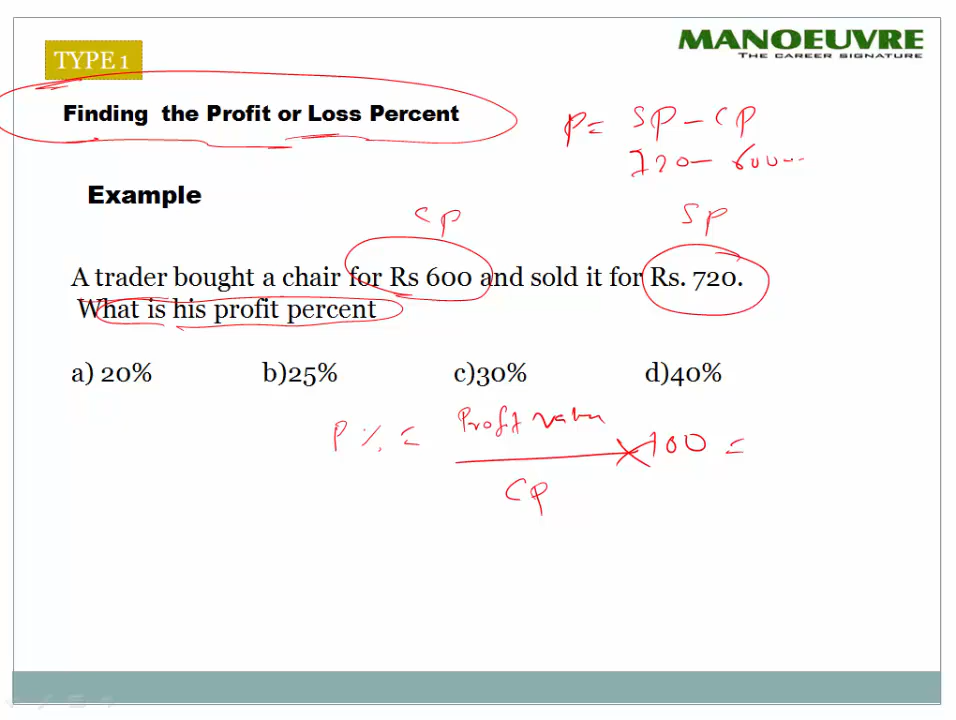 MANOEUVRE
THE CAREER SIGNATURE
TYPE 1
Finding the Profit or Loss Percent
P = SP - CP
720 - 600
Example
CP SP
A trader bought a chair for Rs 600 and sold it for Rs. 720.
What is his profit percent
a) 20% b)25% c)30% d)40%
P % = Profit value × 100 =
CP